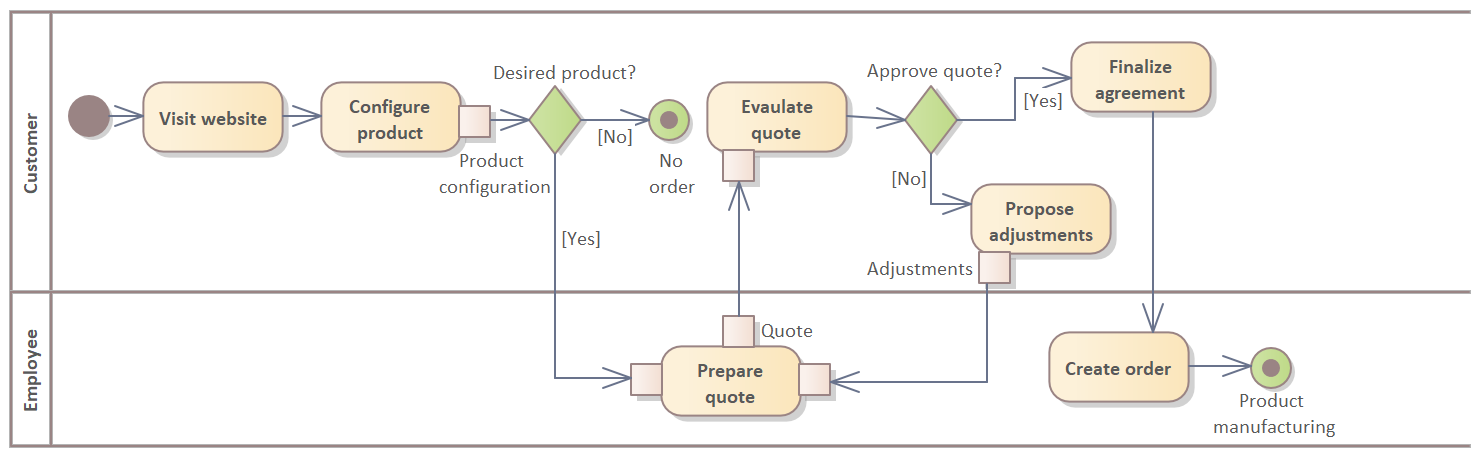 Customer
Visit website
Configure
product
Product
configuration
Desired product?
[No]
No
order
[Yes]
Evaulate
quote
Approve quote?
[Yes]
Finalize
agreement
[No]
Propose
adjustments
Adjustments
Employee
Quote
Prepare
quote
Create order
Product
manufacturing